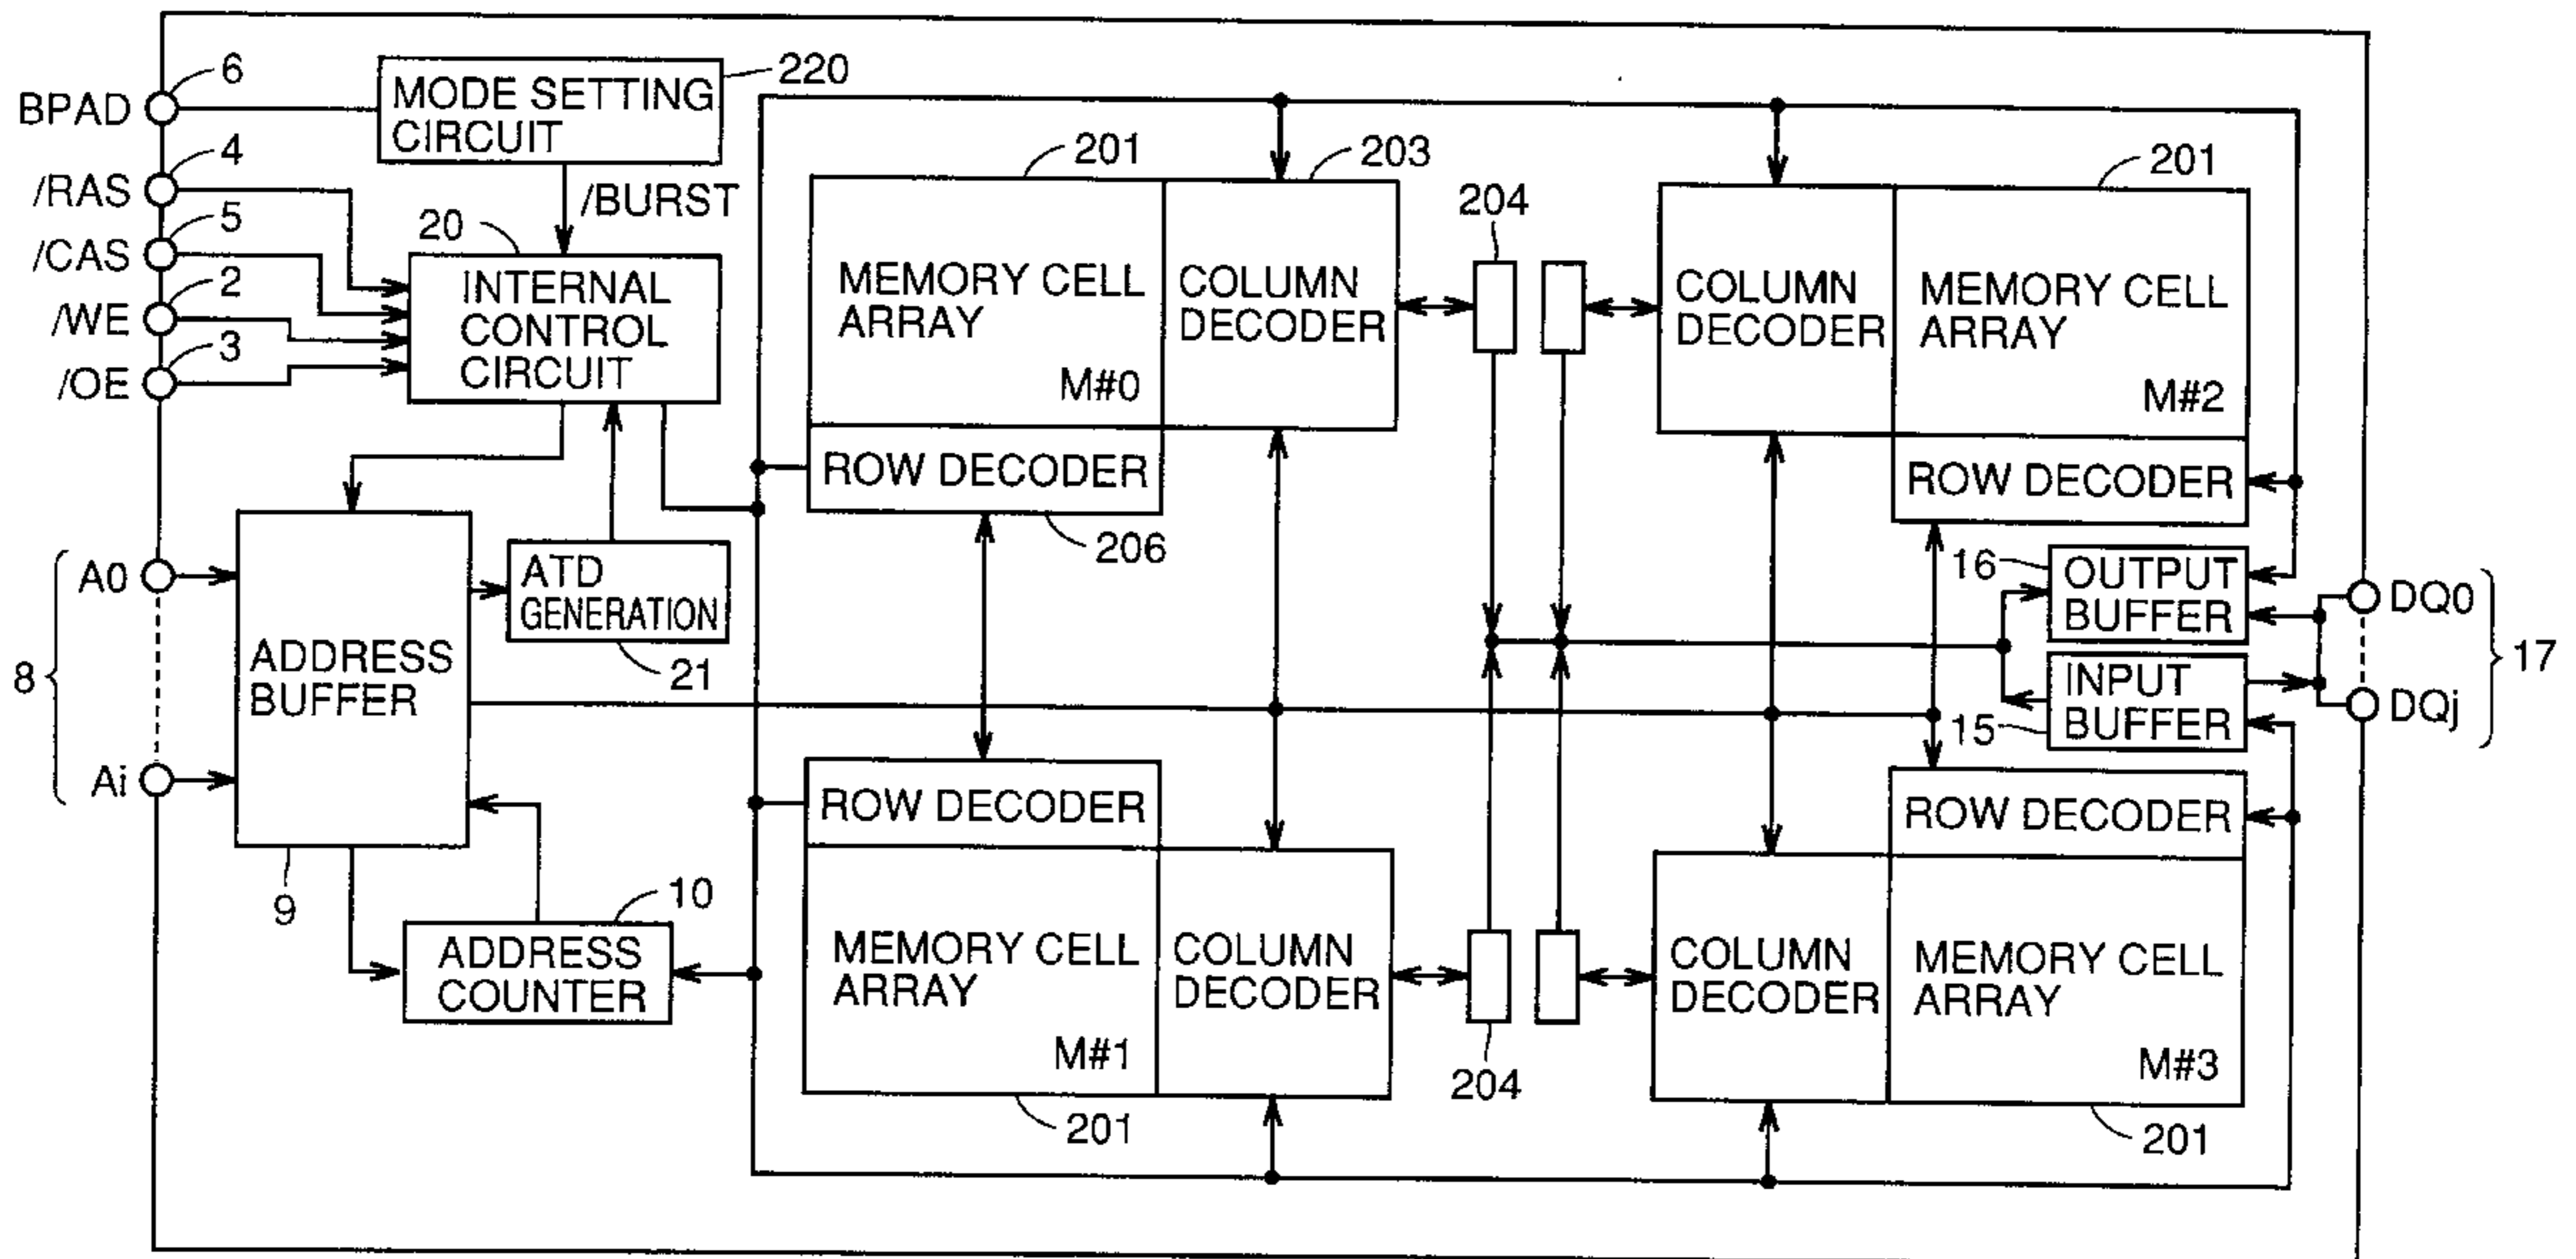 BPAD
6
MODE SETTING
CIRCUIT
220
/RAS
4
/CAS
5
/WE
2
/OE
3
/BURST
20
INTERNAL
CONTROL
CIRCUIT
8
A0
Ai
ADDRESS
BUFFER
9
ATD
GENERATION
21
10
ADDRESS
COUNTER
201
203
MEMORY CELL
ARRAY
M#0
COLUMN
DECODER
ROW DECODER
206
204
201
COLUMN
DECODER
MEMORY CELL
ARRAY
M#2
ROW DECODER
16
OUTPUT
BUFFER
15
INPUT
BUFFER
DQ0
DQj
17
ROW DECODER
MEMORY CELL
ARRAY
M#1
COLUMN
DECODER
201
204
ROW DECODER
COLUMN
DECODER
MEMORY CELL
ARRAY
M#3
201